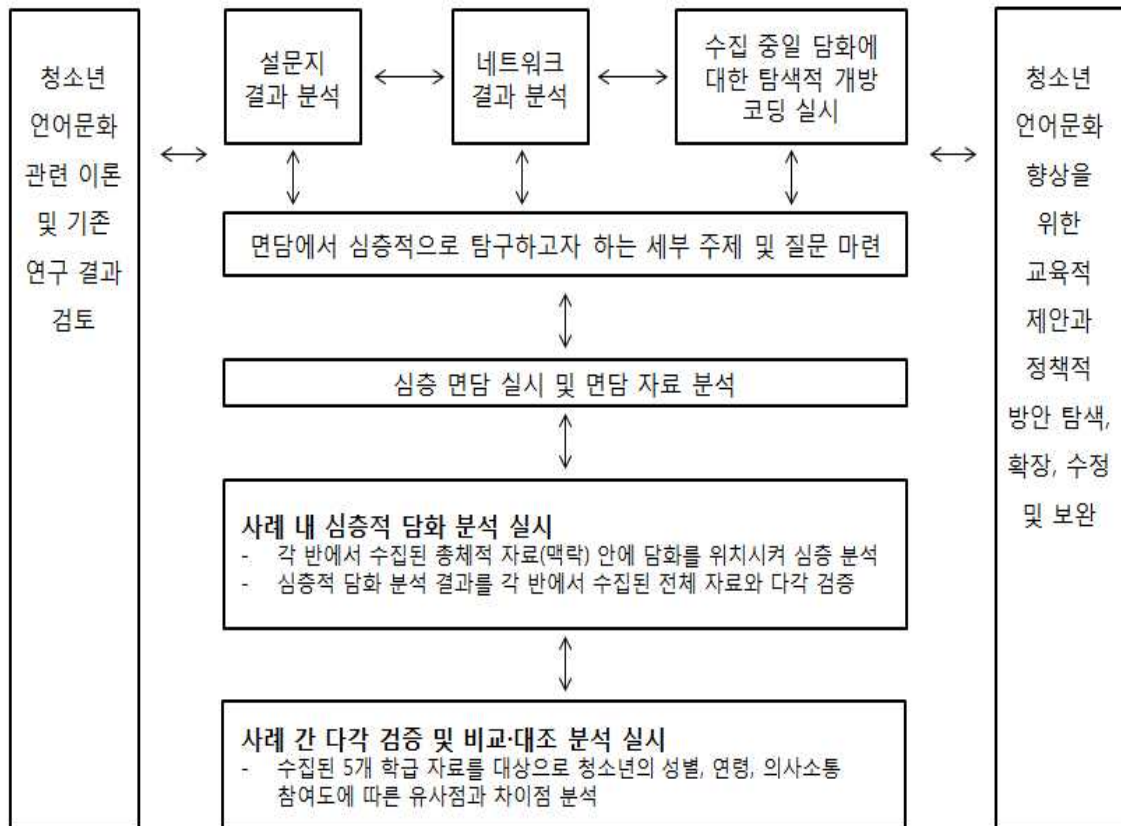 청소년
언어문화
관련 이론
및 기존
연구 결과
검토
설문지
결과 분석
네트워크
결과 분석
수집 중일 담화에
대한 탐색적 개방
코딩 실시
면담에서 심층적으로 탐구하고자 하는 세부 주제 및 질문 마련
심층 면담 실시 및 면담 자료 분석
사례 내 심층적 담화 분석 실시
- 각 반에서 수집된 총체적 자료(맥락) 안에 담화를 위치시켜 심층 분석
- 심층적 담화 분석 결과를 각 반에서 수집된 전체 자료와 다각 검증
사례 간 다각 검증 및 비교·대조 분석 실시
- 수집된 5개 학급 자료를 대상으로 청소년의 성별, 연령, 의사소통
참여도에 따른 유사점과 차이점 분석
청소년
언어문화
향상을
위한
교육적
제안과
정책적
방안 탐색,
확장, 수정
및 보완